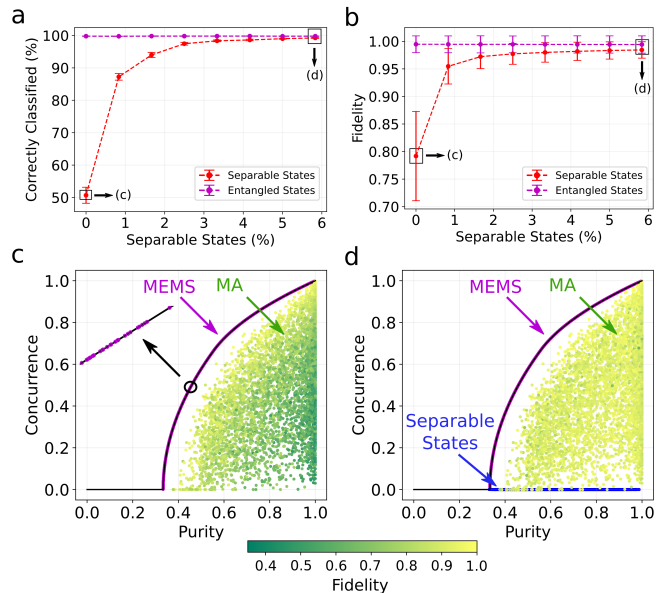 a
100
90
80
70
60
50
Correctly Classified (%)
(d)
(c)
Separable States
Entangled States
0
1
2
3
4
5
6
Separable States (%)
b
1.00
0.95
0.90
0.85
0.80
0.75
0.70
Fidelity
(d)
(c)
Separable States
Entangled States
0
1
2
3
4
5
6
Separable States (%)
c
1.0
0.8
0.6
0.4
0.2
0.0
Concurrence
MEMS
MA
0.0
0.2
0.4
0.6
0.8
1.0
Purity
d
1.0
0.8
0.6
0.4
0.2
0.0
Concurrence
MEMS
MA
Separable
States
0.0
0.2
0.4
0.6
0.8
1.0
Purity
0.4
0.5
0.6
0.7
0.8
0.9
1.0
Fidelity